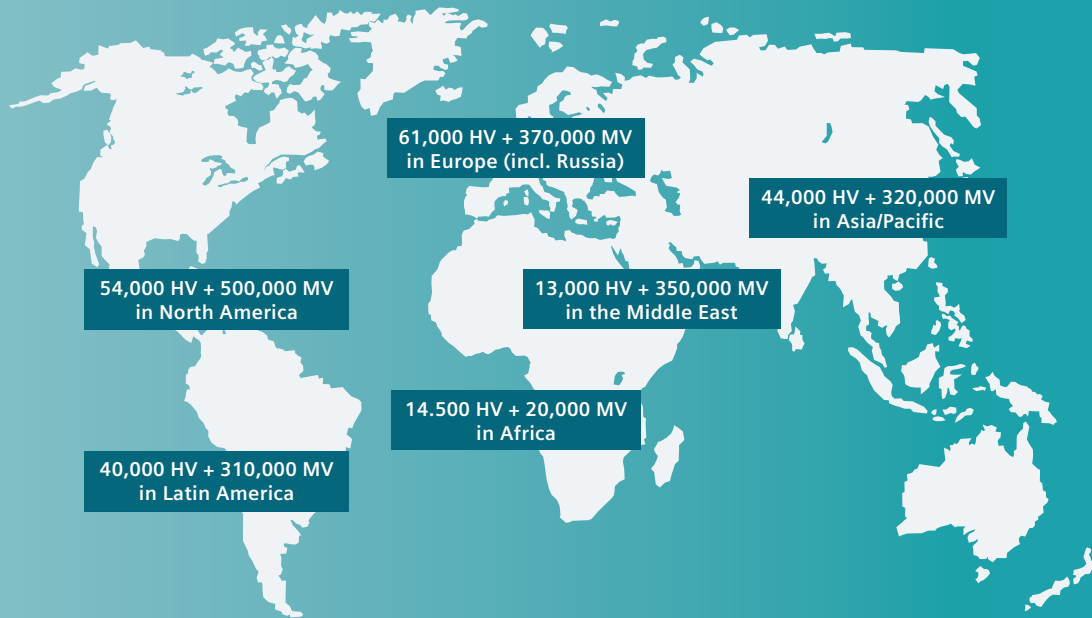 61,000 HV + 370,000 MV
in Europe (incl. Russia)
44,000 HV + 320,000 MV
in Asia/Pacific
54,000 HV + 500,000 MV
in North America
13,000 HV + 350,000 MV
in the Middle East
14.500 HV + 20,000 MV
in Africa
40,000 HV + 310,000 MV
in Latin America